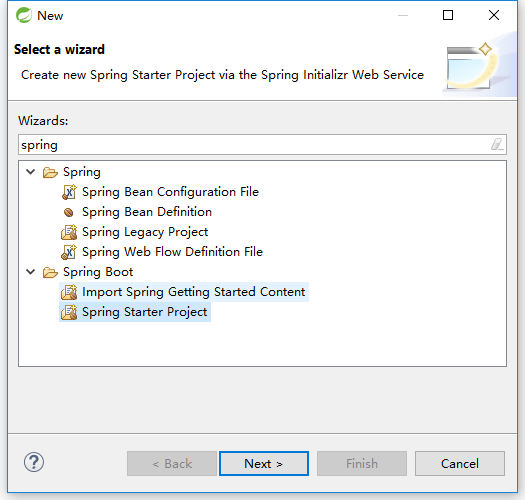 New
Select a wizard
Create new Spring Starter Project via the Spring Initializr Web Service
Wizards:
spring
Spring
Spring Bean Configuration File
Spring Bean Definition
Spring Legacy Project
Spring Web Flow Definition File
Spring Boot
Import Spring Getting Started Content
Spring Starter Project
?
< Back
Next >
Finish
Cancel